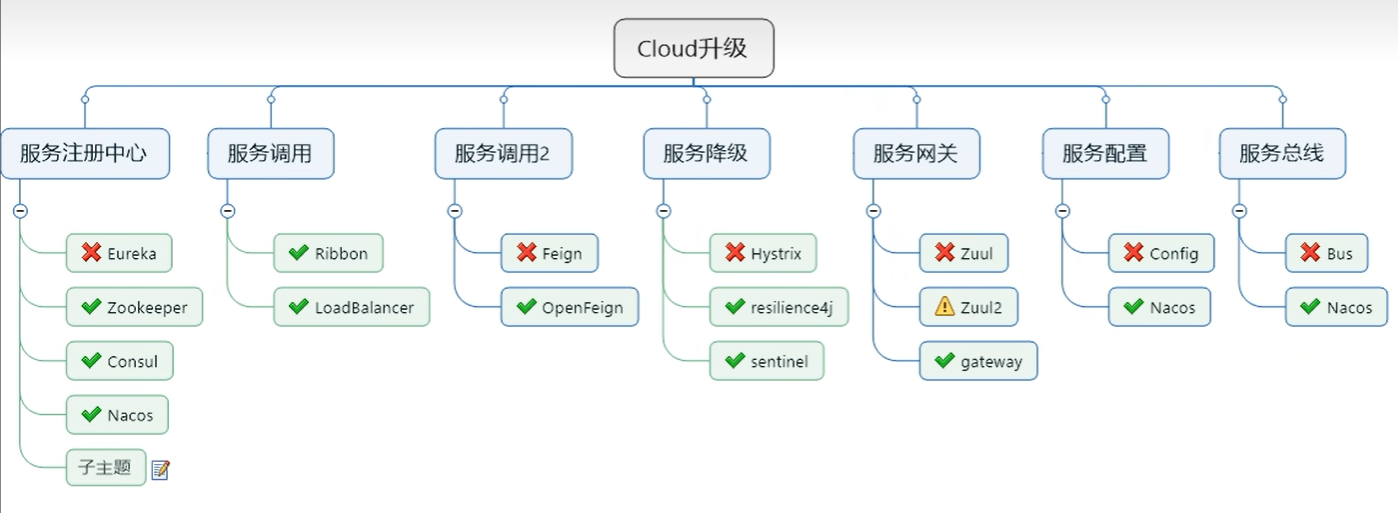 Cloud升级
服务注册中心
服务调用
服务调用2
服务降级
服务网关
服务配置
服务总线
Eureka
Zookeeper
Consul
Nacos
子主题
Ribbon
LoadBalancer
Feign
OpenFeign
Hystrix
resilience4j
sentinel
Zuul
Zuul2
gateway
Config
Nacos
Bus
Nacos